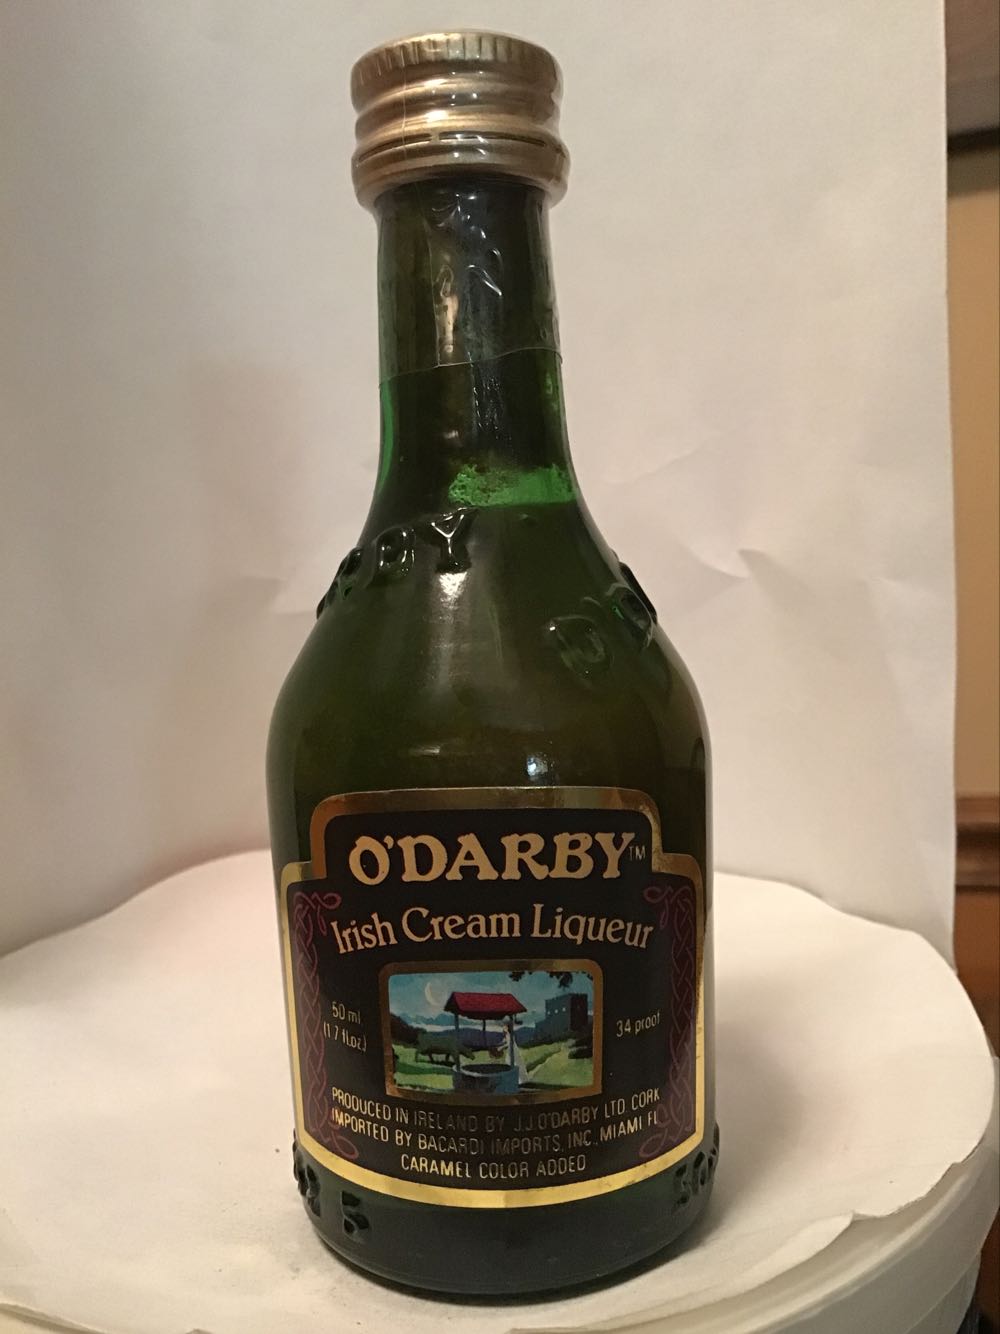 O'DARBY™
Irish Cream Liqueur
50 ml
(1.7 fl.oz.)
34 proof
PRODUCED IN IRELAND BY J.J. O'DARBY LTD. CORK
IMPORTED BY BACARDI IMPORTS, INC., MIAMI FL
CARAMEL COLOR ADDED